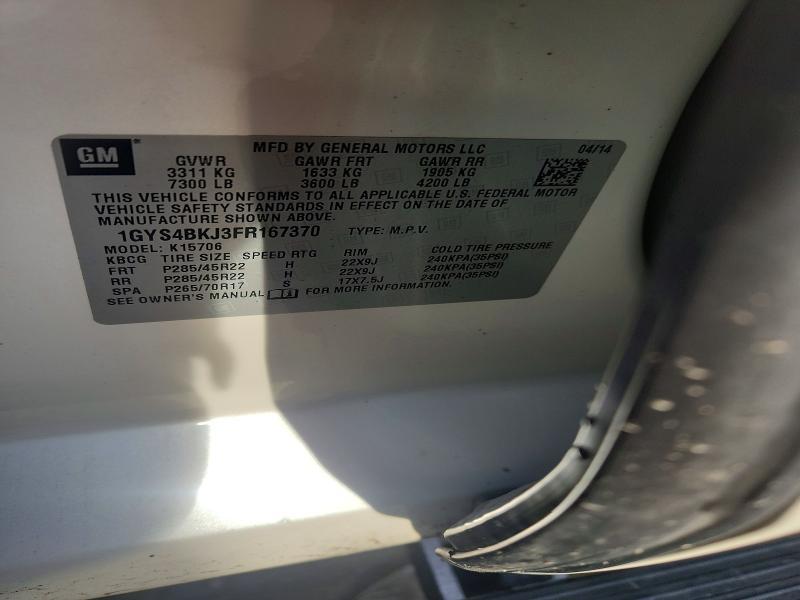 GM
MFD BY GENERAL MOTORS LLC 04/14
GVWR GAWR FRT GAWR RR
3311 KG 1633 KG 1905 KG
7300 LB 3600 LB 4200 LB
THIS VEHICLE CONFORMS TO ALL APPLICABLE U.S. FEDERAL MOTOR
VEHICLE SAFETY STANDARDS IN EFFECT ON THE DATE OF
MANUFACTURE SHOWN ABOVE.
1GYS4BKJ3FR167370 TYPE: M.P.V.
MODEL: K15706
KBCG TIRE SIZE SPEED RTG RIM COLD TIRE PRESSURE
FRT P285/45R22 H 22X9J 240KPA(35PSI)
RR P285/45R22 H 22X9J 240KPA(35PSI)
SPA P265/70R17 S 17X7.5J 240KPA(35PSI)
SEE OWNER'S MANUAL FOR MORE INFORMATION.